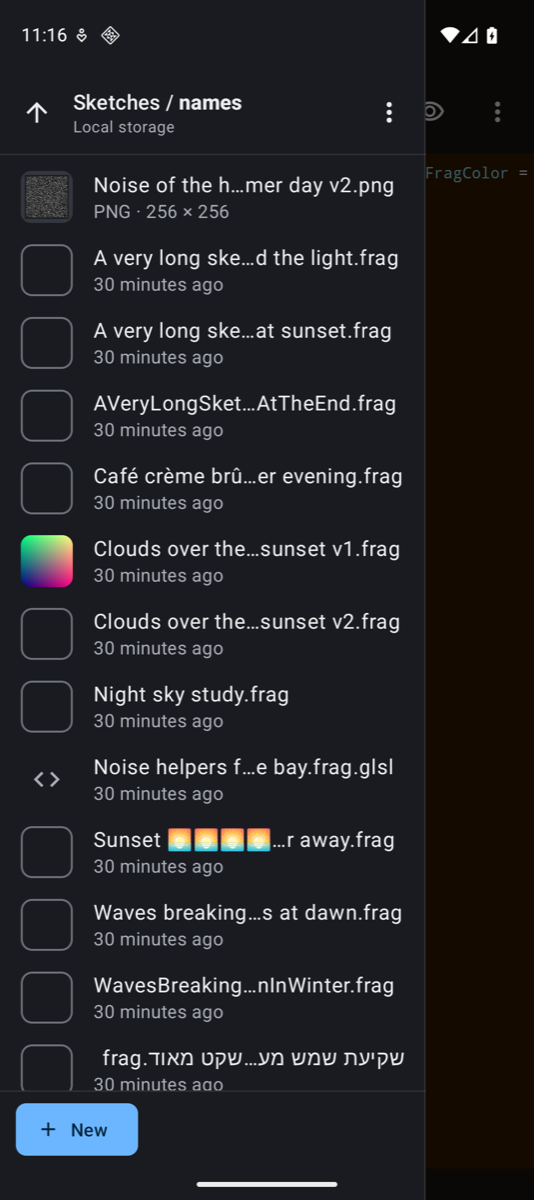 11:16
Sketches / names
Local storage
FragColor =
Noise of the h…mer day v2.png
PNG · 256 × 256
A very long ske…d the light.frag
30 minutes ago
A very long ske…at sunset.frag
30 minutes ago
AVeryLongSket…AtTheEnd.frag
30 minutes ago
Café crème brû…er evening.frag
30 minutes ago
Clouds over the…sunset v1.frag
30 minutes ago
Clouds over the…sunset v2.frag
30 minutes ago
Night sky study.frag
30 minutes ago
Noise helpers f…e bay.frag.glsl
30 minutes ago
Sunset 🌅🌅🌅🌅…r away.frag
30 minutes ago
Waves breaking…s at dawn.frag
30 minutes ago
WavesBreaking…nInWinter.frag
30 minutes ago
שקיעת שמש מע…שקט מאוד.frag
30 minutes ago
+ New